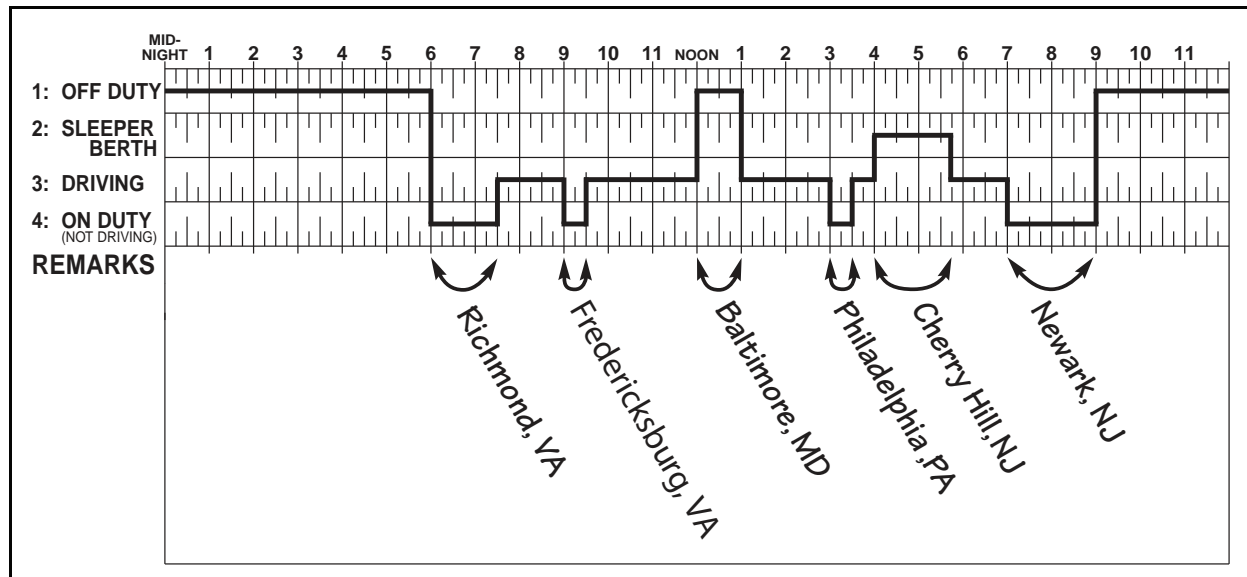 MID-
NIGHT 1 2 3 4 5 6 7 8 9 10 11 NOON 1 2 3 4 5 6 7 8 9 10 11
1: OFF DUTY
2: SLEEPER
BERTH
3: DRIVING
4: ON DUTY
(NOT DRIVING)
REMARKS
Richmond, VA
Fredericksburg, VA
Baltimore, MD
Philadelphia ,PA
Cherry Hill, NJ
Newark, NJ